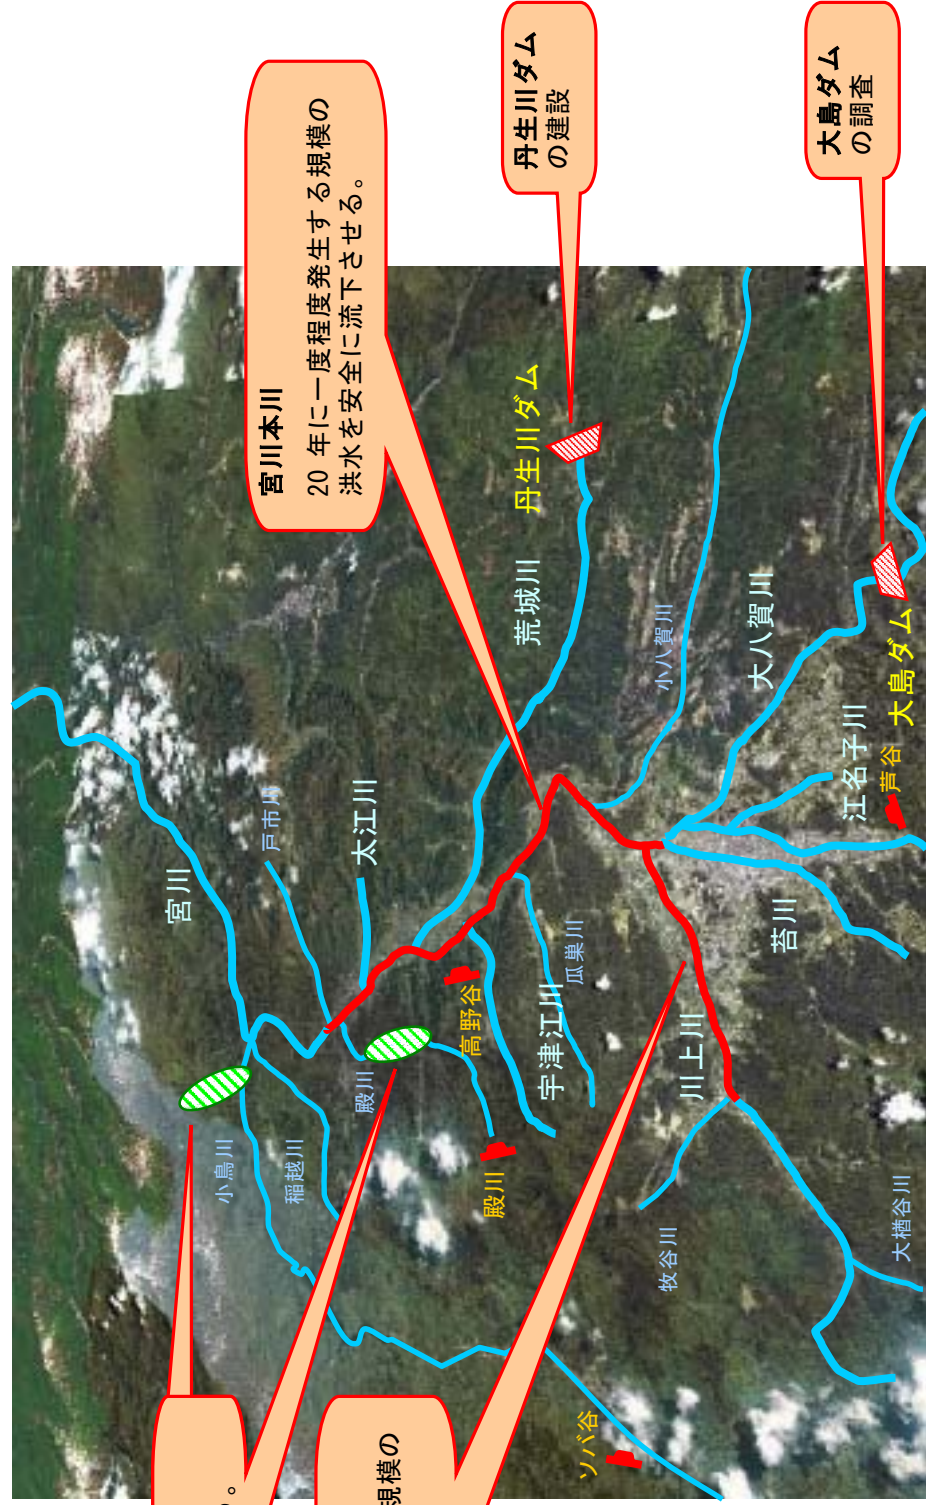 宮川本川
20 年に一度程度発生する規模の
洪水を安全に流下させる。
丹生川ダム
の建設
大島ダム
の調査
丹生川ダム
荒城川
小八賀川
大八賀川
大島ダム
江名子川
芦谷
宮川
戸市川
太江川
苔川
瓜巣川
宇津江川
高野谷
川上川
殿川
殿川
小鳥川
稲越川
牧谷川
大楢谷川
ソバ谷
。
規模の